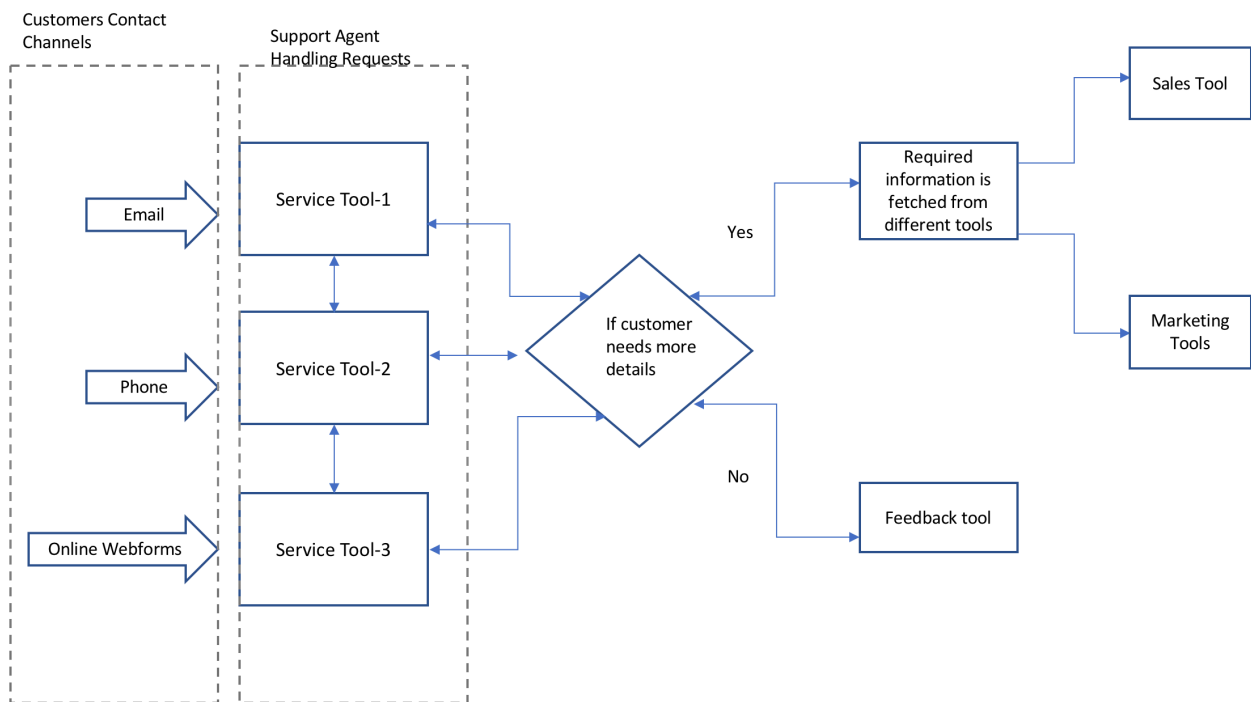 Customers Contact
Channels
Support Agent
Handling Requests
Email
Phone
Online Webforms
Service Tool-1
Service Tool-2
Service Tool-3
If customer
needs more
details
Yes
No
Required
information is
fetched from
different tools
Feedback tool
Sales Tool
Marketing
Tools